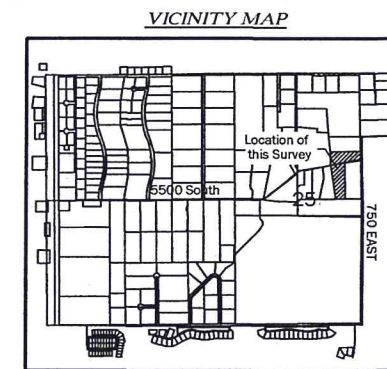 VICINITY MAP
Location of
this Survey
5500 South
25
750 EAST